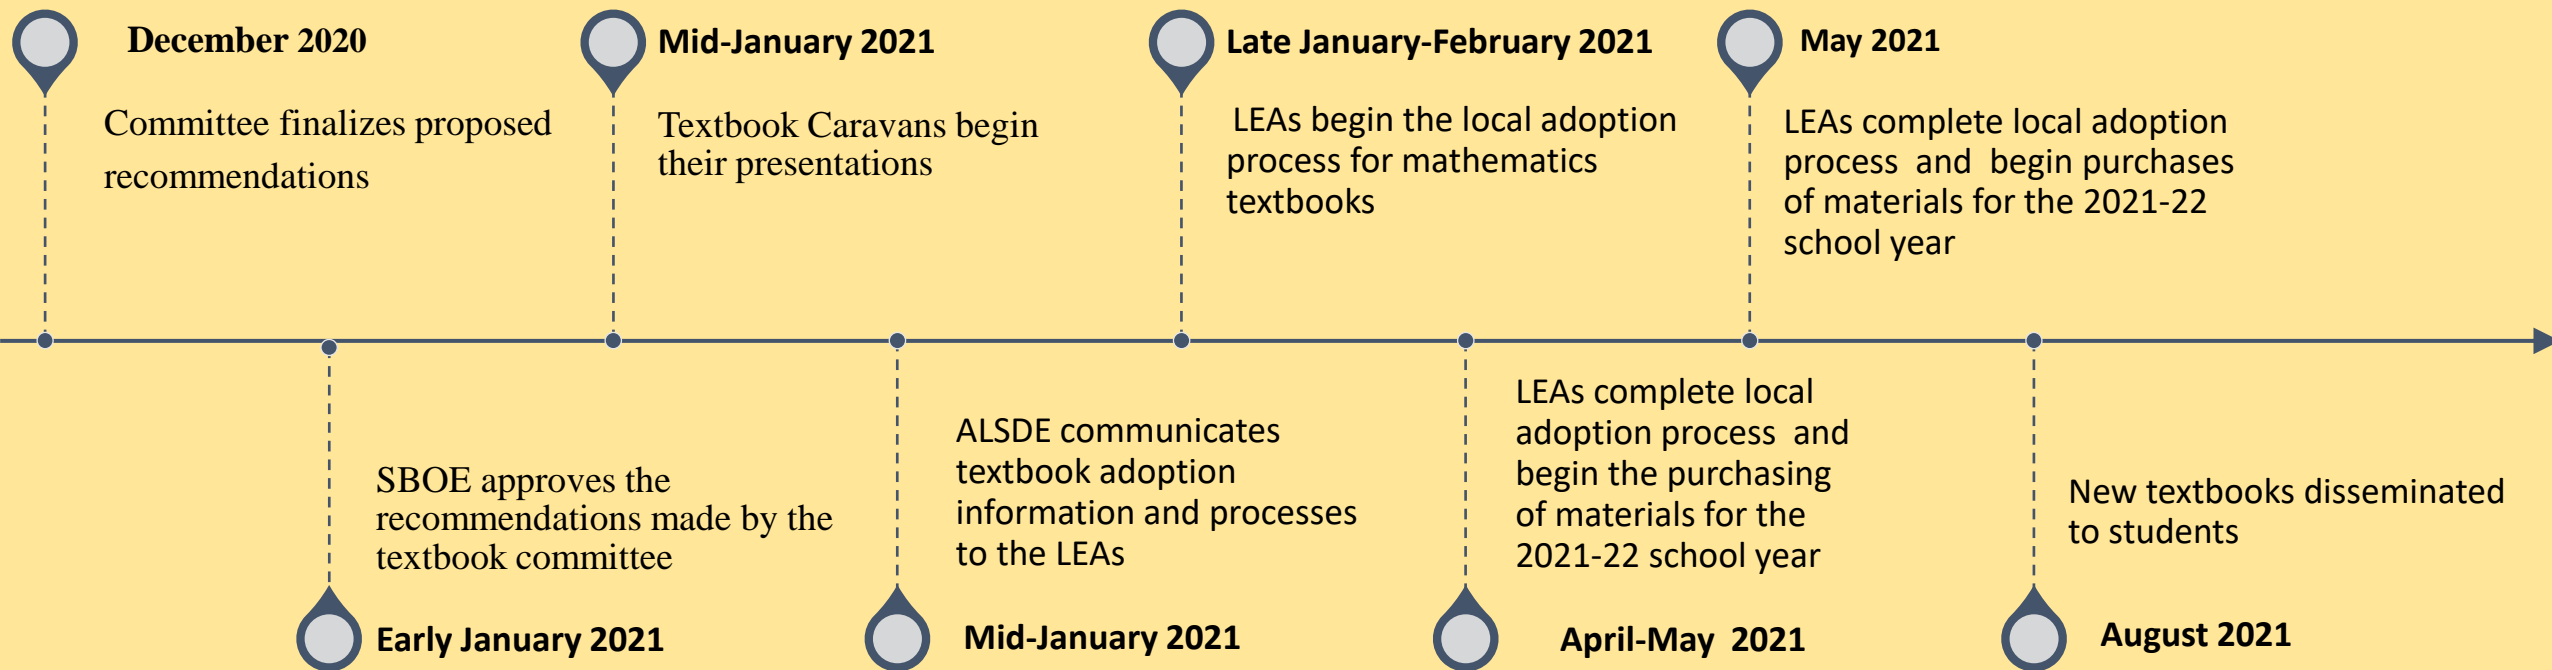 December 2020
Committee finalizes proposed
recommendations
Mid-January 2021
Textbook Caravans begin
their presentations
Late January-February 2021
LEAs begin the local adoption
process for mathematics
textbooks
May 2021
LEAs complete local adoption
process and begin purchases
of materials for the 2021-22
school year
SBOE approves the
recommendations made by the
textbook committee
Early January 2021
ALSDE communicates
textbook adoption
information and processes
to the LEAs
Mid-January 2021
LEAs complete local
adoption process and
begin the purchasing
of materials for the
2021-22 school year
April-May 2021
New textbooks disseminated
to students
August 2021